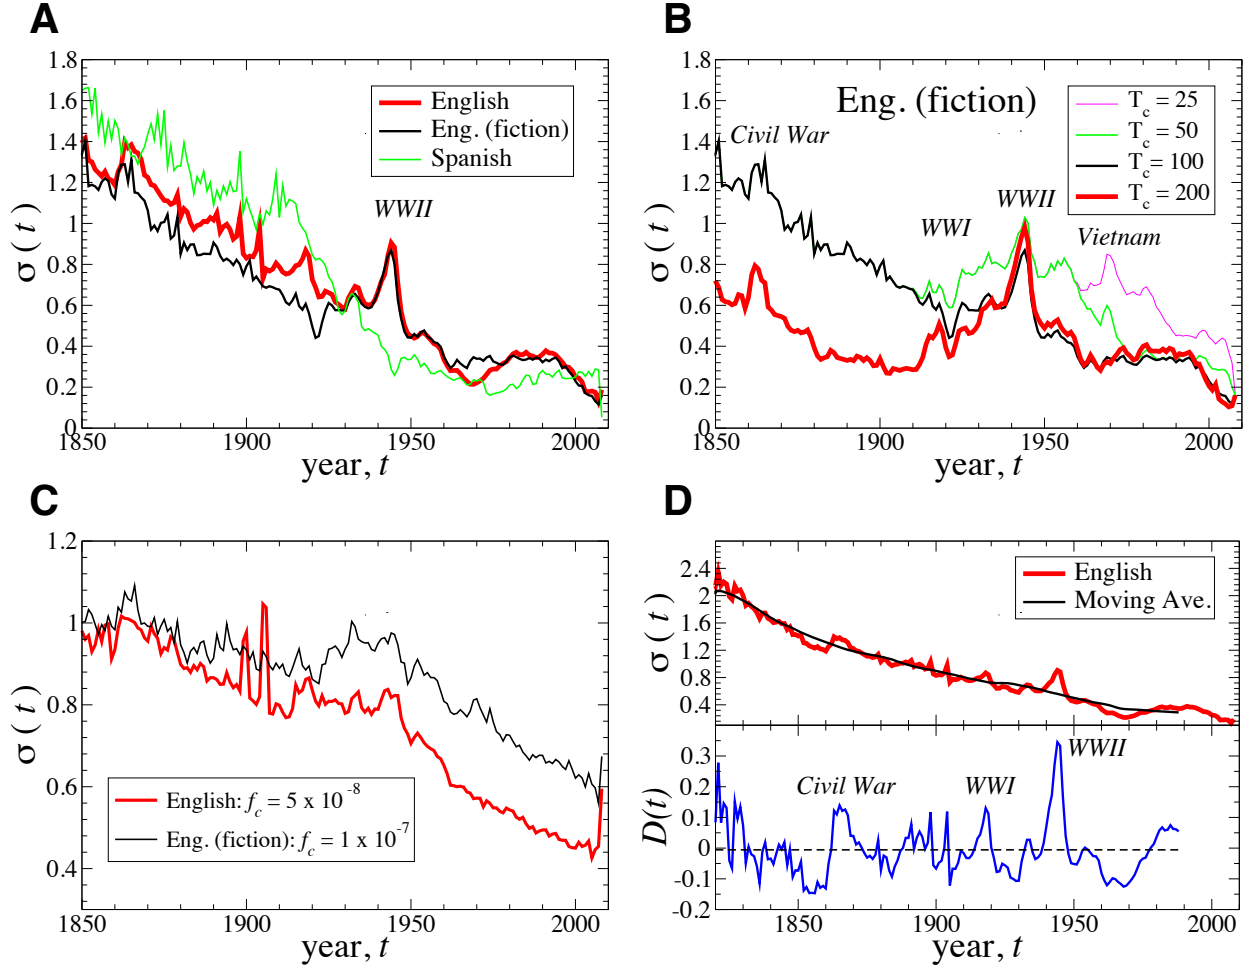 A
1.8
1.6
1.4
1.2
1
0.8
0.6
0.4
0.2
0
σ ( t )
English
Eng. (fiction)
Spanish
WWII
1850
1900
1950
2000
year, t
B
1.8
1.6
1.4
1.2
1
0.8
0.6
0.4
0.2
0
σ ( t )
Eng. (fiction)
Civil War
WWI
WWII
Vietnam
T_c = 25
T_c = 50
T_c = 100
T_c = 200
1850
1900
1950
2000
year, t
C
1.2
1
0.8
0.6
0.4
σ ( t )
English: f_c = 5 x 10^-8
Eng. (fiction): f_c = 1 x 10^-7
1850
1900
1950
2000
year, t
D
2.4
2
1.6
1.2
0.8
0.4
σ ( t )
English
Moving Ave.
0.3
0.2
0.1
0
-0.1
-0.2
D(t)
Civil War
WWI
WWII
1850
1900
1950
2000
year, t